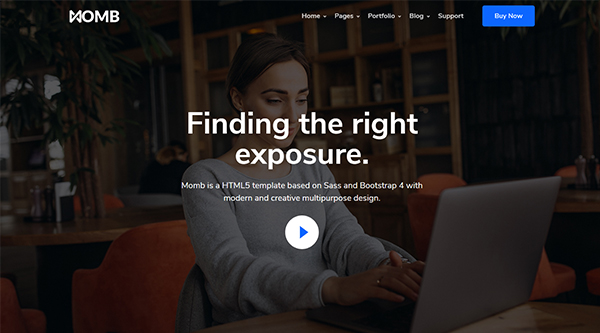 MOMB
Home Pages Portfolio Blog Support Buy Now
Finding the right
exposure.
Momb is a HTML5 template based on Sass and Bootstrap 4 with
modern and creative multipurpose design.